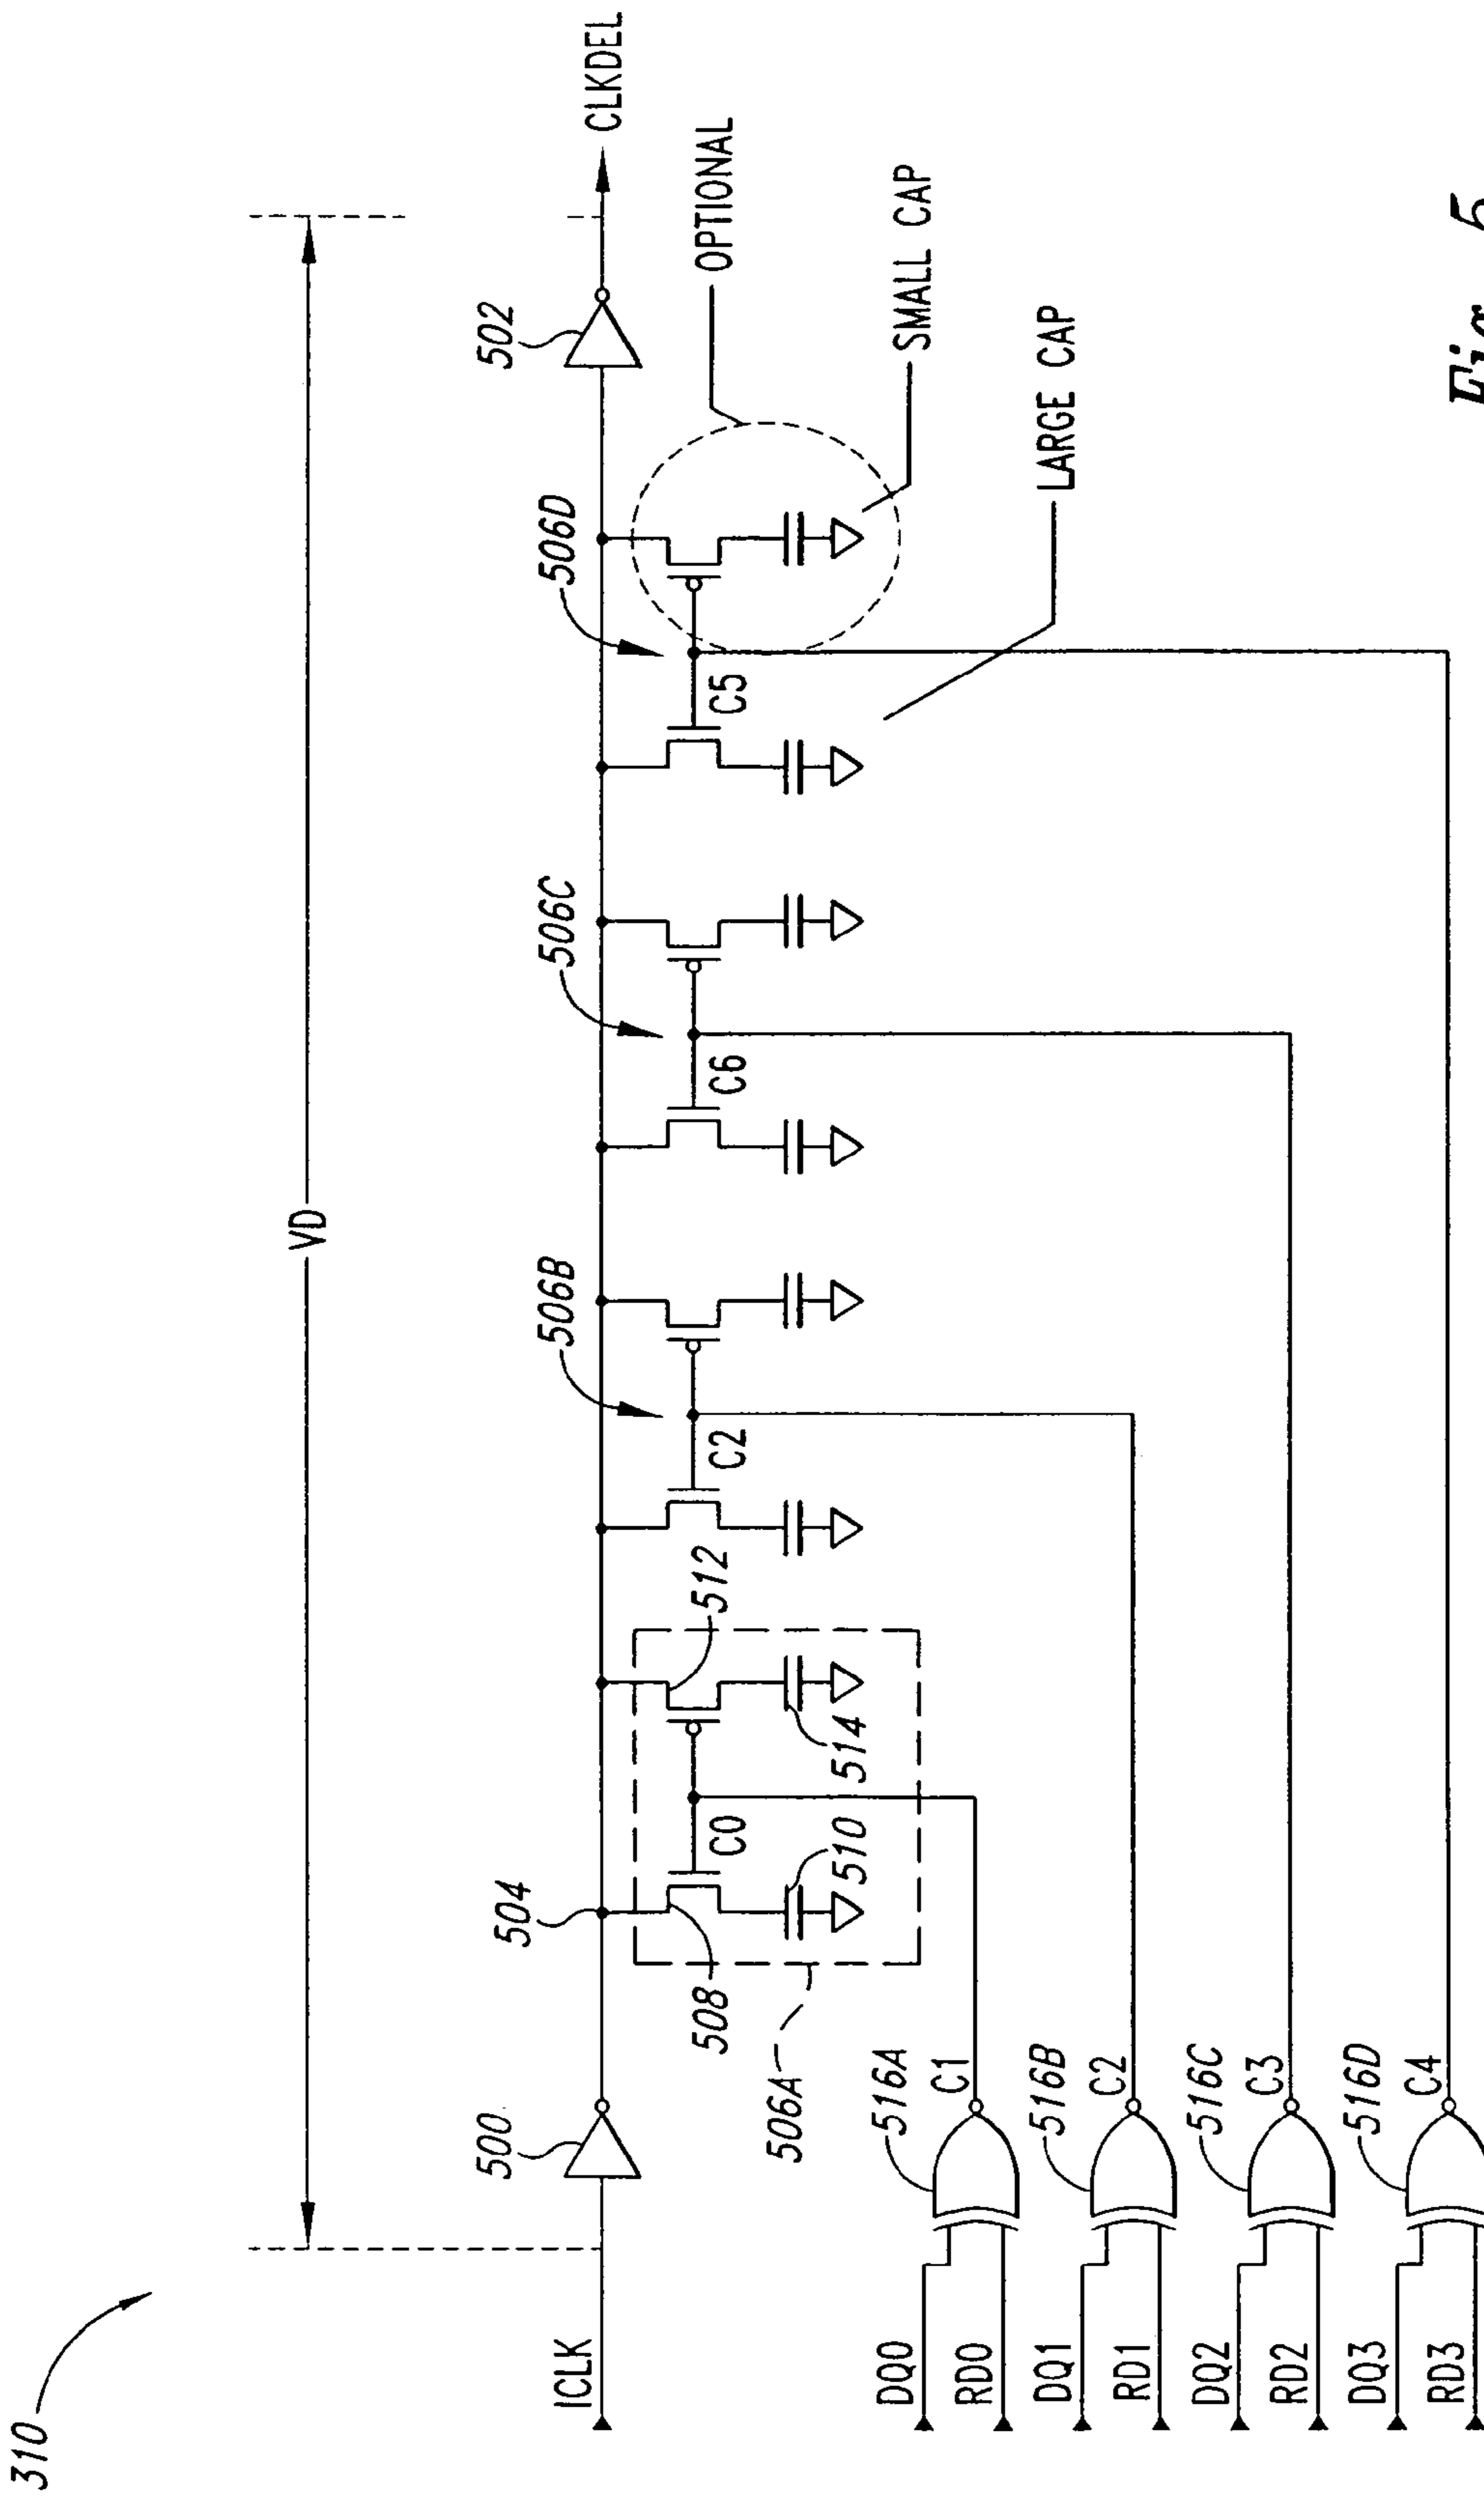 310
VD
ICLK
500
504
506B
506C
506D
502
CLKDEL
508
C0
512
C2
C6
C5
OPTIONAL
506A
510
514
SMALL CAP
LARGE CAP
DQ0
RD0
516A
C1
DQ1
RD1
516B
C2
DQ2
RD2
516C
C3
DQ3
RD3
516D
C4